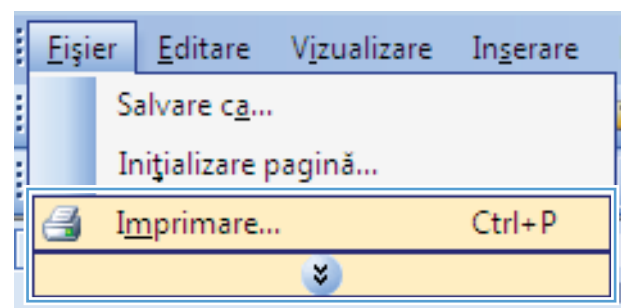 Fişier Editare Vizualizare Inserare
Salvare ca...
Iniţializare pagină...
Imprimare... Ctrl+P